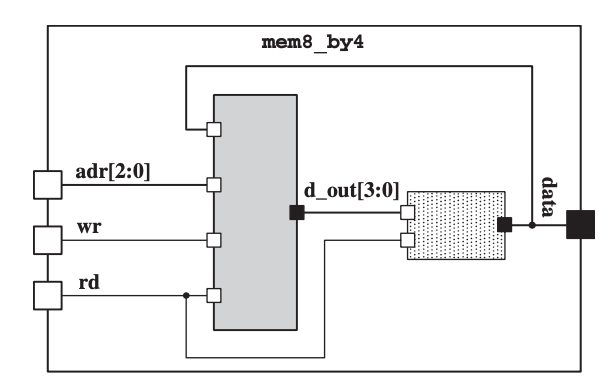 mem8_by4
adr[2:0]
d_out[3:0]
data
wr
rd